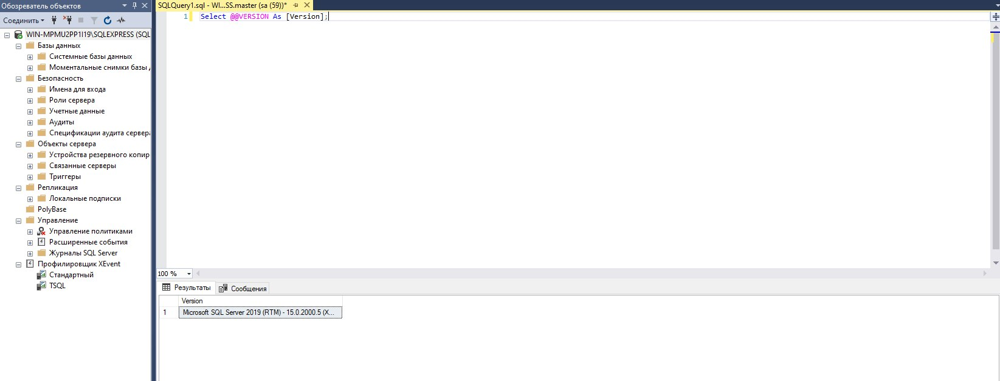 Обозреватель объектов
Соединить
WIN-MPMU2PP1I19\SQLEXPRESS (SQL
Базы данных
Системные базы данных
Моментальные снимки базы
Безопасность
Имена для входа
Роли сервера
Учетные данные
Аудиты
Спецификации аудита сервера
Объекты сервера
Устройства резервного копир
Связанные серверы
Триггеры
Репликация
Локальные подписки
PolyBase
Управление
Управление политиками
Расширенные события
Журналы SQL Server
Профилировщик XEvent
Стандартный
TSQL
SQLQuery1.sql - WI...SS.master (sa (59))*
1 Select @@VERSION As [Version];
100 %
Результаты Сообщения
Version
1 Microsoft SQL Server 2019 (RTM) - 15.0.2000.5 (X...